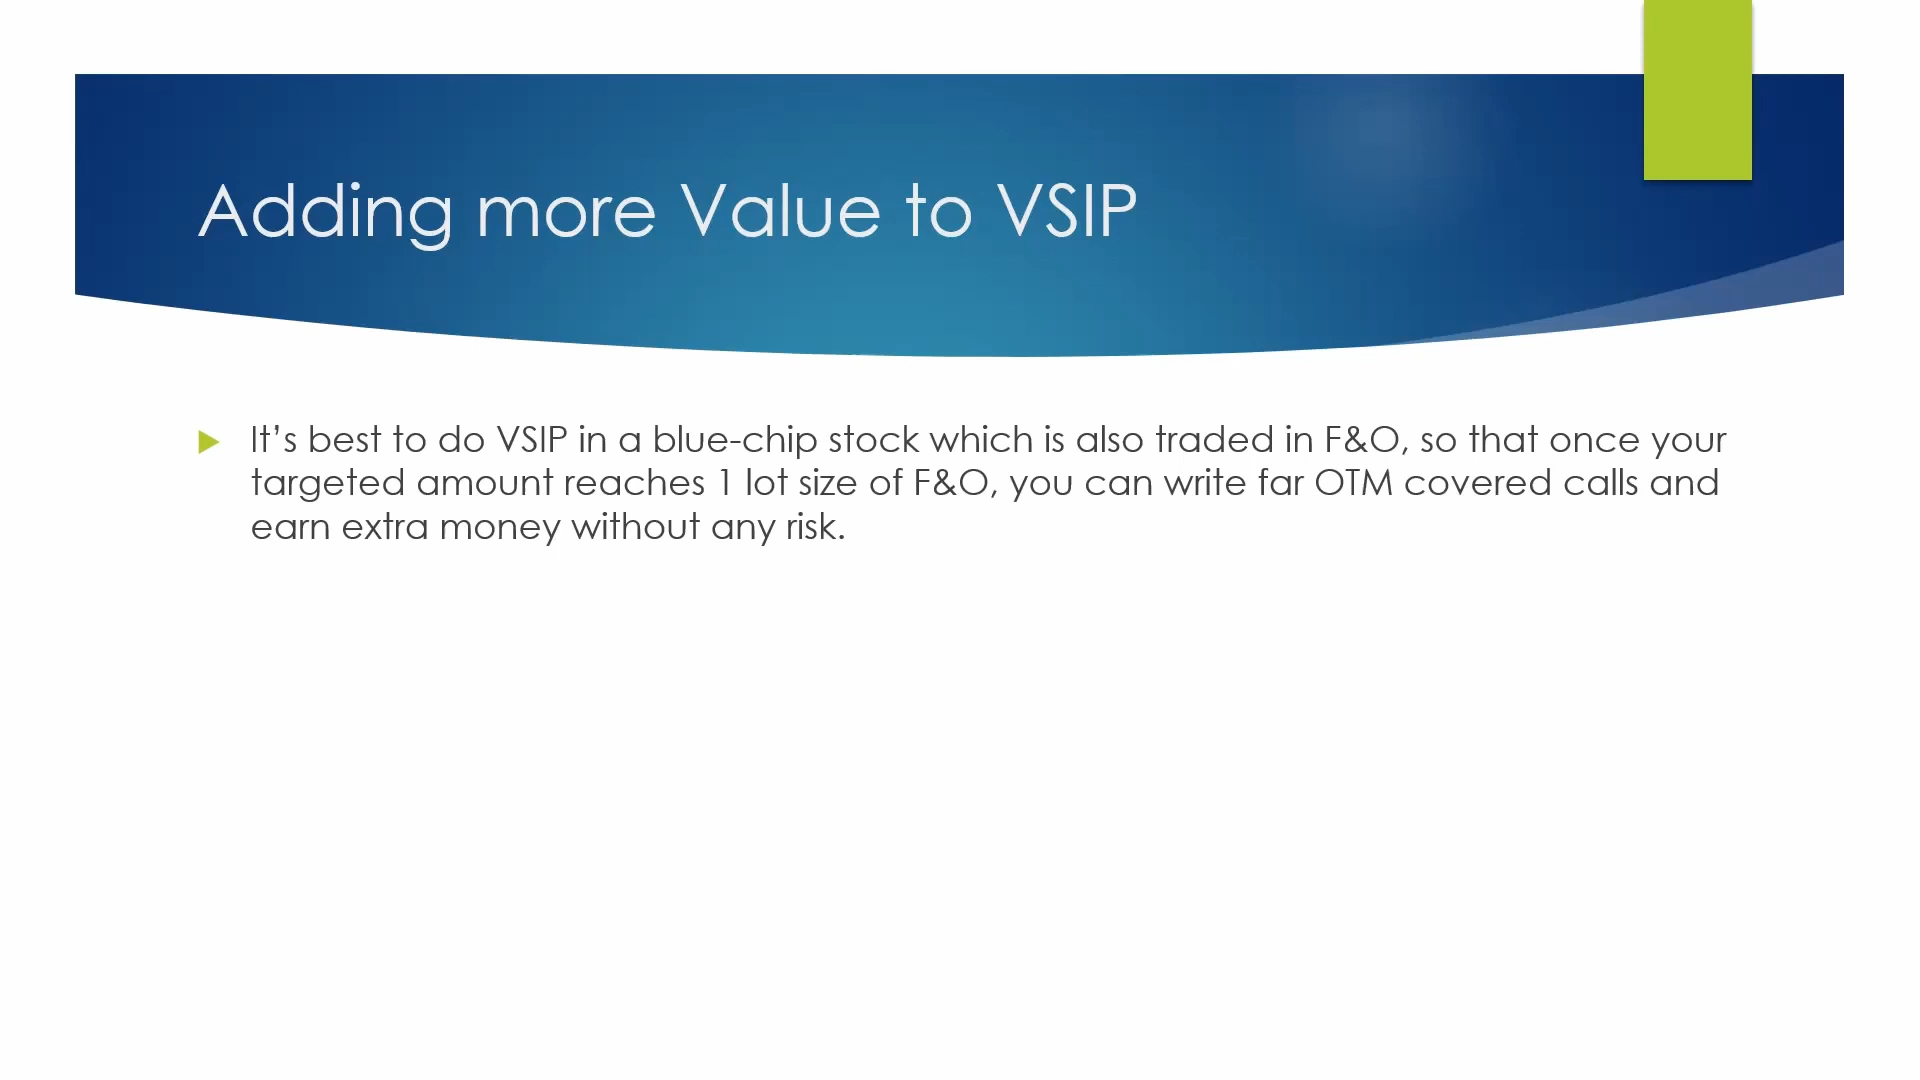 Adding more Value to VSIP
It’s best to do VSIP in a blue-chip stock which is also traded in F&O, so that once your
targeted amount reaches 1 lot size of F&O, you can write far OTM covered calls and
earn extra money without any risk.